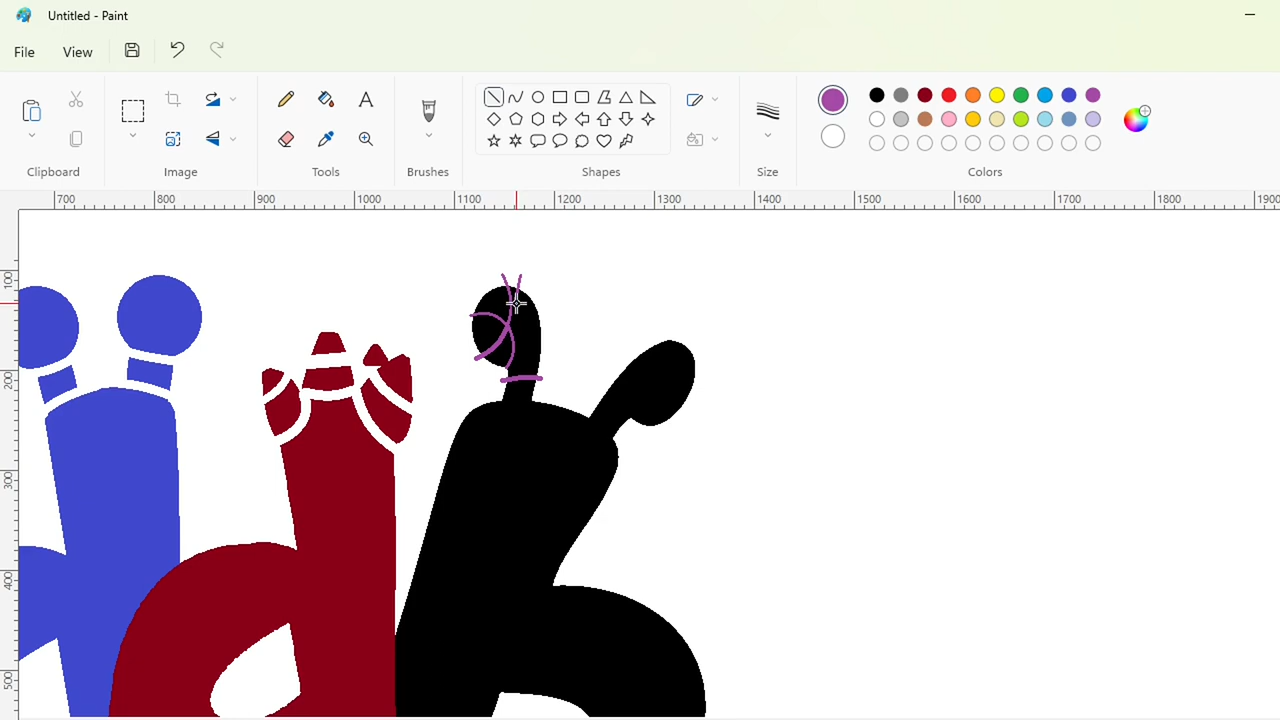 Untitled - Paint
File View
Clipboard Image Tools Brushes Shapes Size Colors
700 800 900 1000 1100 1200 1300 1400 1500 1600 1700 1800 1900
100
200
300
400
500
d